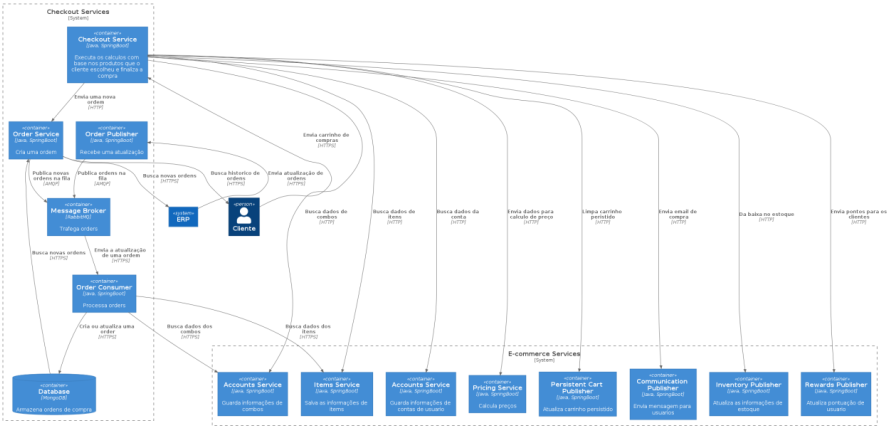 Checkout Services
[System]
«container»
Checkout Service
[Java, SpringBoot]
Executa os calculos com
base nos produtos que o
cliente escolheu e finaliza a
compra
Envia uma nova
ordem
[HTTP]
Envia carrinho de
compras
[HTTPS]
«container»
Order Service
[Java, SpringBoot]
Cria uma ordem
«container»
Order Publisher
[Java, SpringBoot]
Recebe uma atualização
Publica novas
ordens na fila
[AMQP]
Publica ordens na
fila
[AMQP]
Busca novas ordens
[HTTPS]
Busca historico de
ordens
[HTTPS]
Envia atualização de
ordens
[HTTPS]
«container»
Message Broker
[RabbitMQ]
Trafega orders
«system»
ERP
«person»
Cliente
Busca dados de
combos
[HTTP]
Busca dados de
itens
[HTTP]
Busca dados da
conta
[HTTP]
Envia dados para
calculo de preço
[HTTP]
Limpa carrinho
peristido
[HTTP]
Envia email de
compra
[HTTP]
Da baixa no estoque
[HTTP]
Envia pontos para os
clientes
[HTTP]
Busca novas ordens
[HTTPS]
Envia a atualização
de uma ordem
[HTTPS]
«container»
Order Consumer
[Java, SpringBoot]
Processa orders
Cria ou atualiza uma
order
[HTTPS]
Busca dados dos
combos
[HTTPS]
Busca dados dos
itens
[HTTPS]
«container»
Database
[MongoDB]
Armazena ordens de compra
E-commerce Services
[System]
«container»
Accounts Service
[Java, SpringBoot]
Guarda informações de
combos
«container»
Items Service
[Java, SpringBoot]
Salva as informações de
items
«container»
Accounts Service
[Java, SpringBoot]
Guarda informações de
contas de usuario
«container»
Pricing Service
[Java, SpringBoot]
Calcula preços
«container»
Persistent Cart
Publisher
[Java, SpringBoot]
Atualiza carrinho persistido
«container»
Communication
Publisher
[Java, SpringBoot]
Envia mensagem para
usuarios
«container»
Inventory Publisher
[Java, SpringBoot]
Atualiza as informações de
estoque
«container»
Rewards Publisher
[Java, SpringBoot]
Atualiza pontuação de
usuario